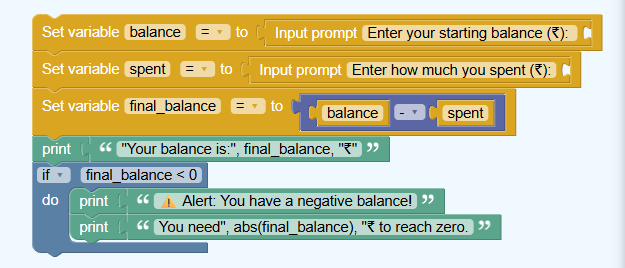 Set variable balance = to Input prompt Enter your starting balance (₹):
Set variable spent = to Input prompt Enter how much you spent (₹):
Set variable final_balance = to balance - spent
print “ "Your balance is:", final_balance, "₹" ”
if final_balance < 0
do print “ ⚠️ Alert: You have a negative balance! ”
print “ You need", abs(final_balance), "₹ to reach zero. ”